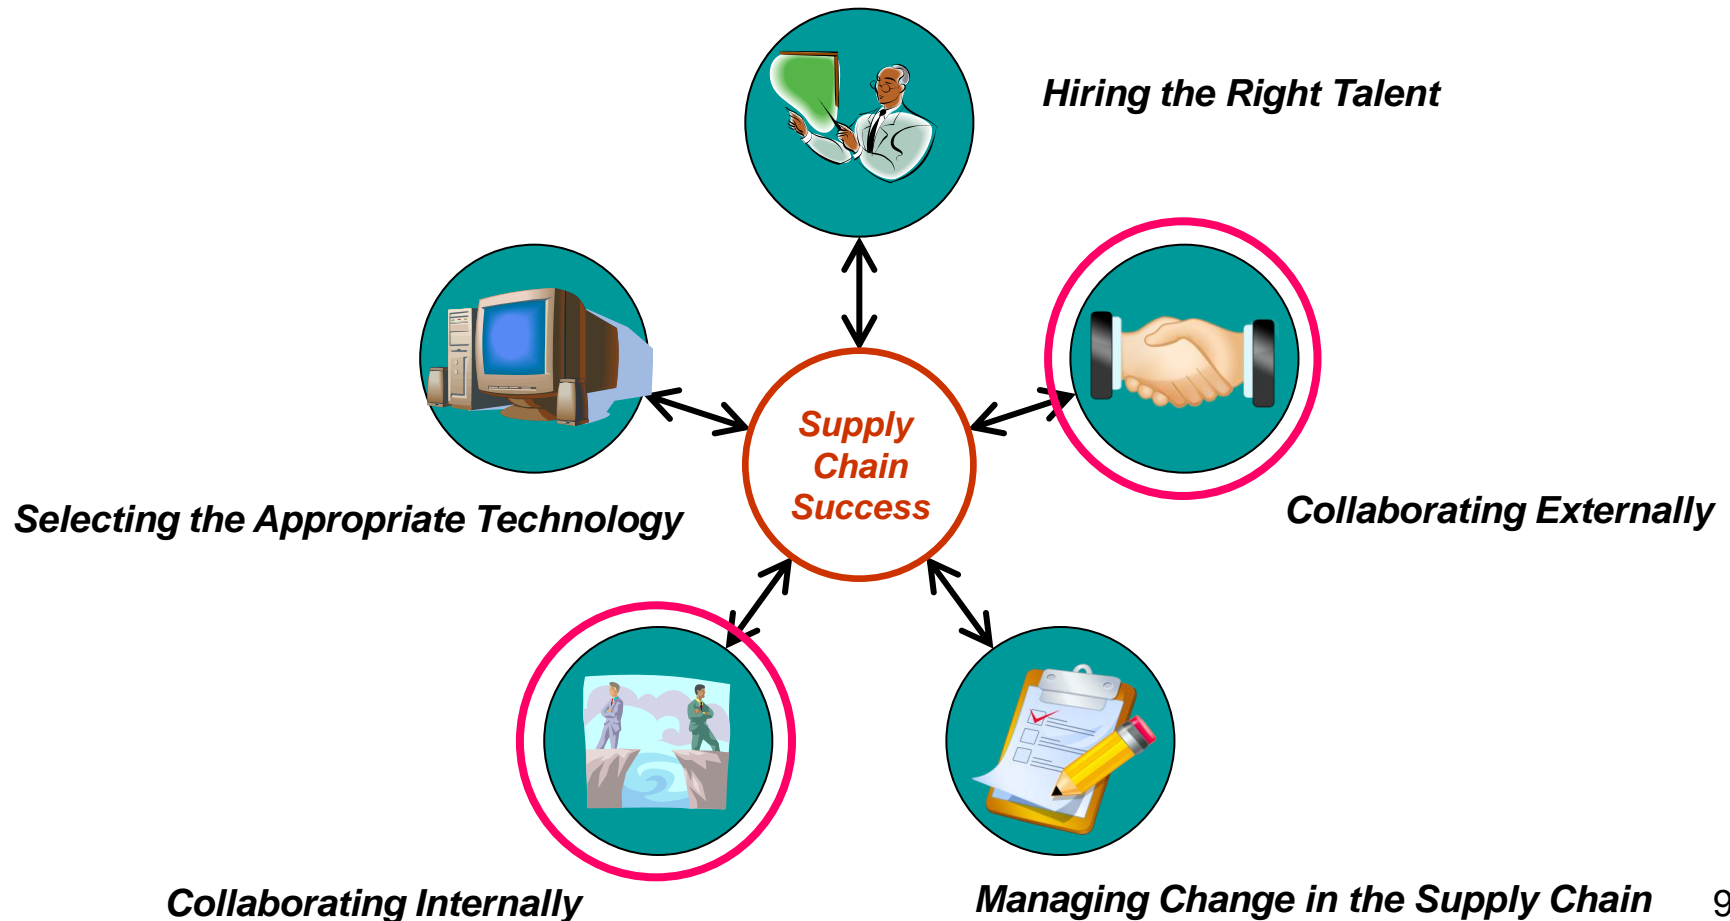 Hiring the Right Talent
Supply
Chain
Success
Selecting the Appropriate Technology
Collaborating Externally
Collaborating Internally
Managing Change in the Supply Chain
9